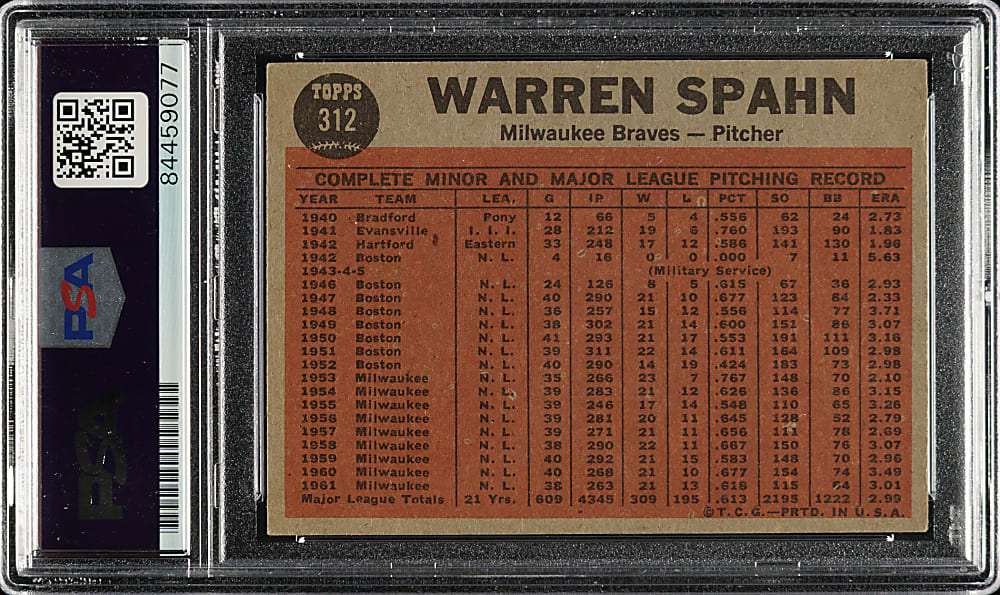 84459077
PSA
PSA
TOPPS
312
WARREN SPAHN
Milwaukee Braves — Pitcher
COMPLETE MINOR AND MAJOR LEAGUE PITCHING RECORD
YEAR TEAM LEA. G IP W L PCT SO BB ERA
1940 Bradford Pony 12 66 5 4 .556 62 24 2.73
1941 Evansville I. I. I. 28 212 19 6 .760 193 90 1.83
1942 Hartford Eastern 33 248 17 12 .586 141 130 1.96
1942 Boston N. L. 4 16 0 0 .000 7 11 5.63
1943-4-5 (Military Service)
1946 Boston N. L. 24 126 8 5 .615 67 36 2.93
1947 Boston N. L. 40 290 21 10 .677 123 84 2.33
1948 Boston N. L. 36 257 15 12 .556 114 77 3.71
1949 Boston N. L. 38 302 21 14 .600 151 86 3.07
1950 Boston N. L. 41 293 21 17 .553 191 111 3.16
1951 Boston N. L. 39 311 22 14 .611 164 109 2.98
1952 Boston N. L. 40 290 14 19 .424 183 73 2.98
1953 Milwaukee N. L. 35 266 23 7 .767 148 70 2.10
1954 Milwaukee N. L. 39 283 21 12 .626 136 86 3.15
1955 Milwaukee N. L. 39 246 17 14 .548 110 65 3.26
1956 Milwaukee N. L. 39 281 20 11 .645 128 52 2.79
1957 Milwaukee N. L. 39 271 21 11 .656 111 78 2.69
1958 Milwaukee N. L. 38 290 22 11 .667 150 76 3.07
1959 Milwaukee N. L. 40 292 21 15 .583 148 70 2.96
1960 Milwaukee N. L. 40 268 21 10 .677 154 74 3.49
1961 Milwaukee N. L. 38 263 21 13 .618 115 64 3.01
Major League Totals 21 Yrs. 609 4345 309 195 .613 2195 1222 2.99
©T.C.G.—PRTD. IN U.S.A.